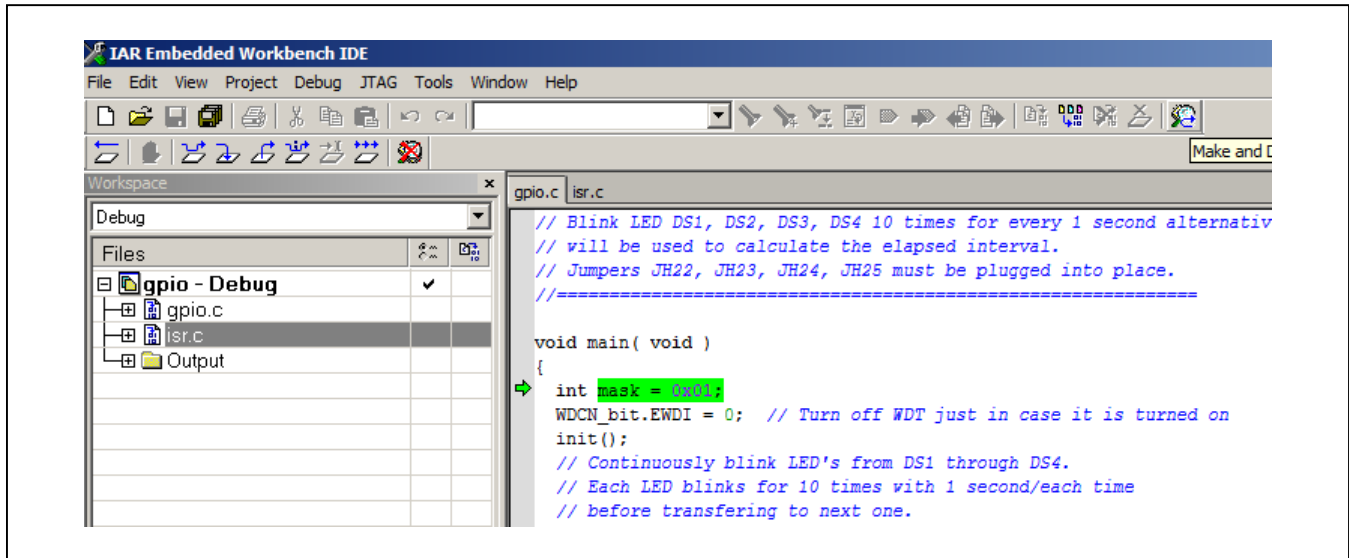 IAR Embedded Workbench IDE
File Edit View Project Debug JTAG Tools Window Help
Make and D
Workspace
Debug
Files
gpio - Debug
gpio.c
isr.c
Output
gpio.c isr.c
// Blink LED DS1, DS2, DS3, DS4 10 times for every 1 second alternativ
// will be used to calculate the elapsed interval.
// Jumpers JH22, JH23, JH24, JH25 must be plugged into place.
//=============================================================
void main( void )
{
int mask = 0x01;
WDCN_bit.EWDI = 0; // Turn off WDT just in case it is turned on
init();
// Continuously blink LED's from DS1 through DS4.
// Each LED blinks for 10 times with 1 second/each time
// before transfering to next one.